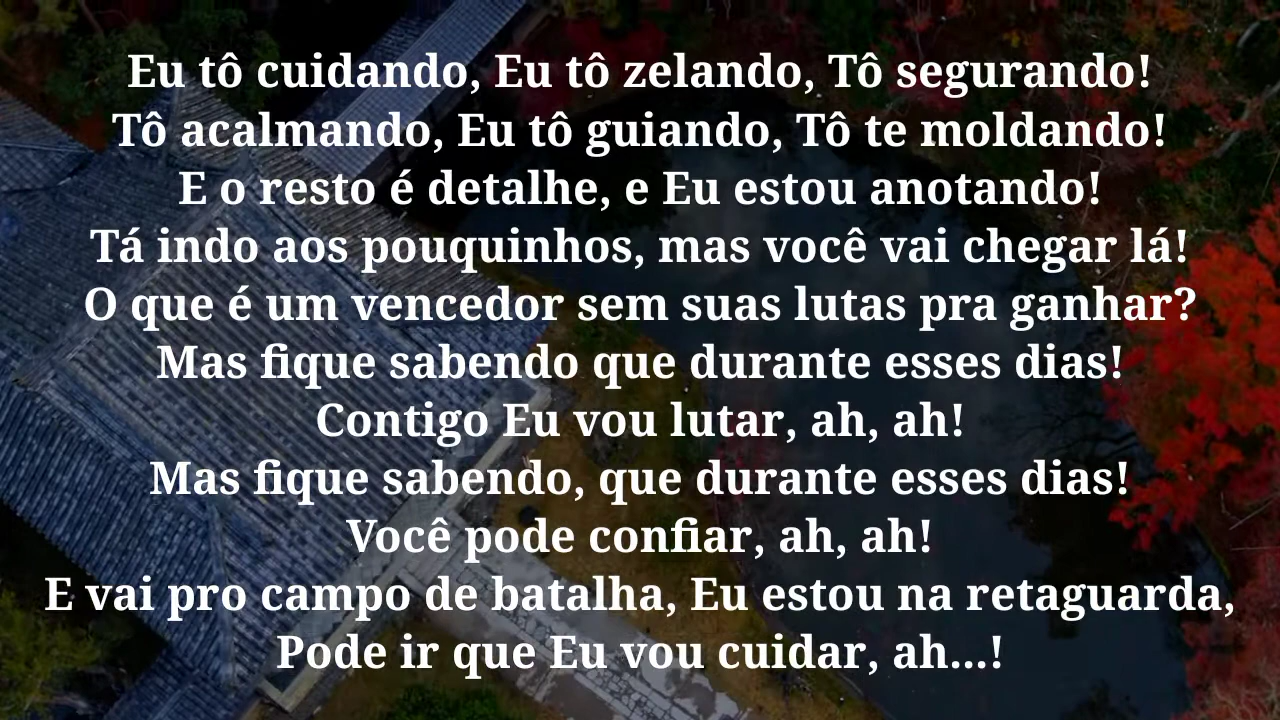 Eu tô cuidando, Eu tô zelando, Tô segurando!
Tô acalmando, Eu tô guiando, Tô te moldando!
E o resto é detalhe, e Eu estou anotando!
Tá indo aos pouquinhos, mas você vai chegar lá!
O que é um vencedor sem suas lutas pra ganhar?
Mas fique sabendo que durante esses dias!
Contigo Eu vou lutar, ah, ah!
Mas fique sabendo, que durante esses dias!
Você pode confiar, ah, ah!
E vai pro campo de batalha, Eu estou na retaguarda,
Pode ir que Eu vou cuidar, ah...!